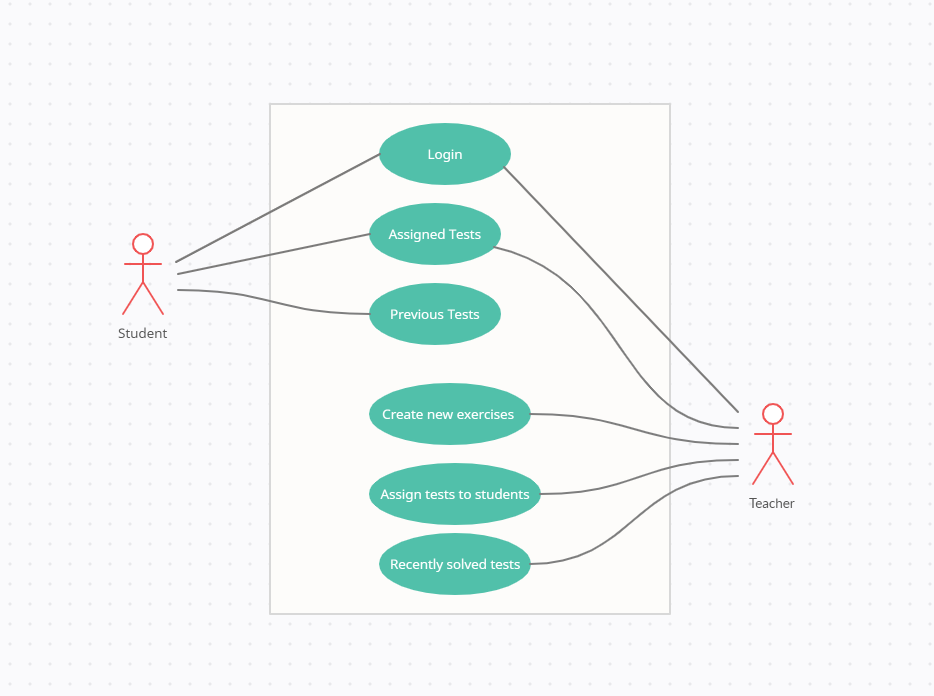 Login
Assigned Tests
Previous Tests
Student
Create new exercises
Assign tests to students
Teacher
Recently solved tests